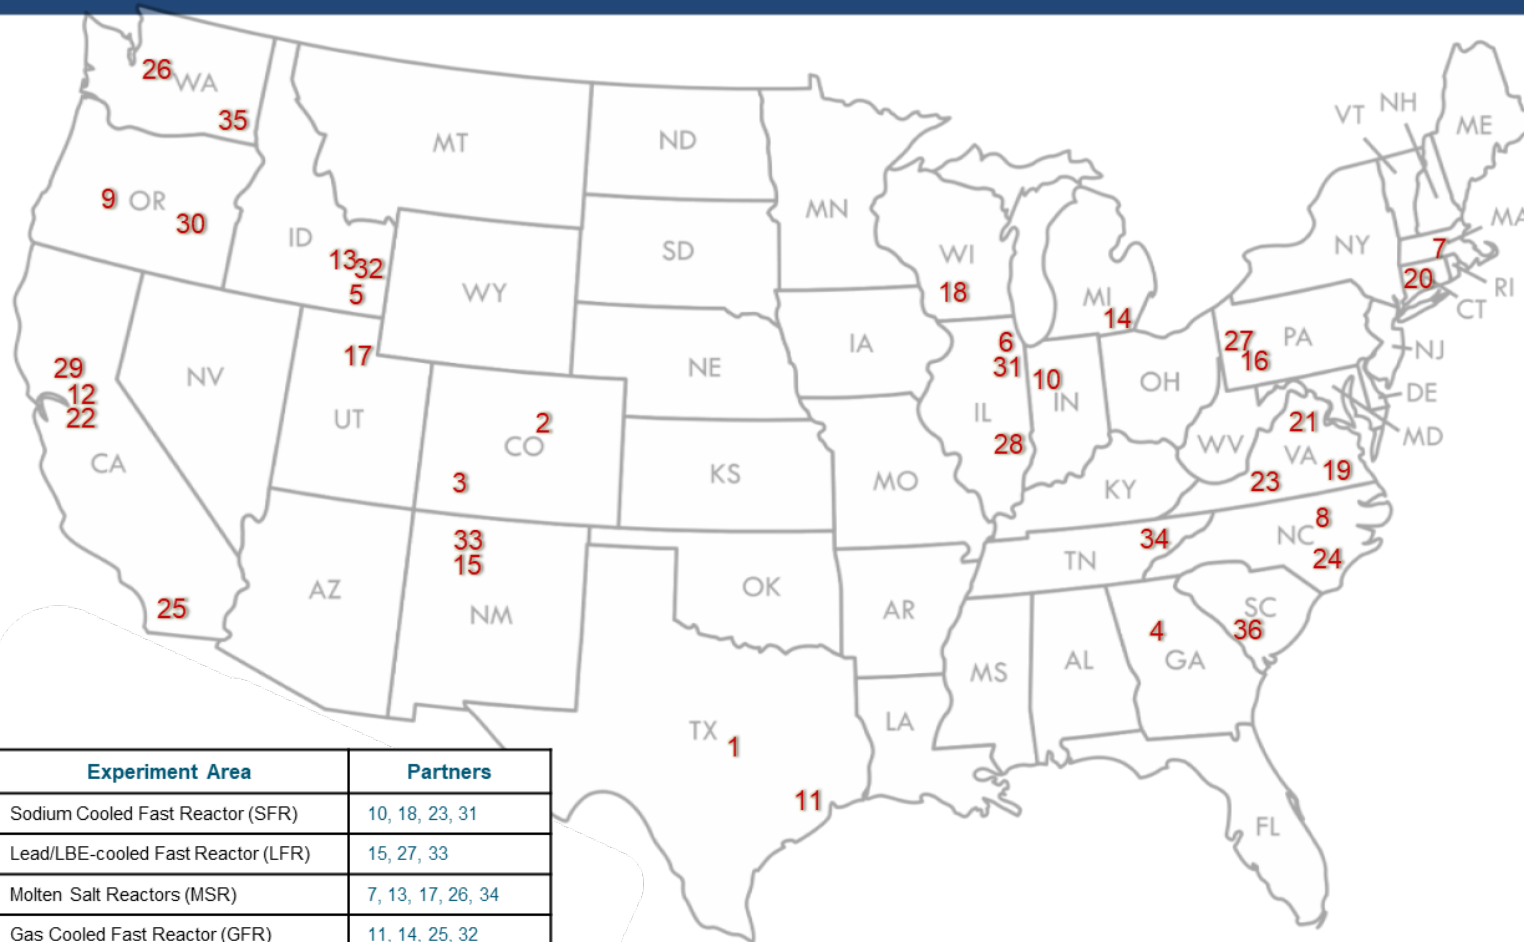 26 WA
35
MT
ND
MN
VT
NH
ME
9 OR
30
ID
13
32
5
WY
SD
WI
18
MI
14
NY
MA
7
20
RI
CT
29
12
22
CA
NV
17
UT
2
CO
3
NE
IA
6
31
10
IN
IL
28
OH
27
PA
16
NJ
DE
MD
WV
21
VA
19
23
KS
MO
KY
33
15
NM
AZ
25
OK
AR
TN
34
8
NC
24
SC
36
4
GA
AL
MS
LA
TX
1
11
FL
Experiment Area Partners
Sodium Cooled Fast Reactor (SFR) 10, 18, 23, 31
Lead/LBE-cooled Fast Reactor (LFR) 15, 27, 33
Molten Salt Reactors (MSR) 7, 13, 17, 26, 34
Gas Cooled Fast Reactor (GFR) 11, 14, 25, 32